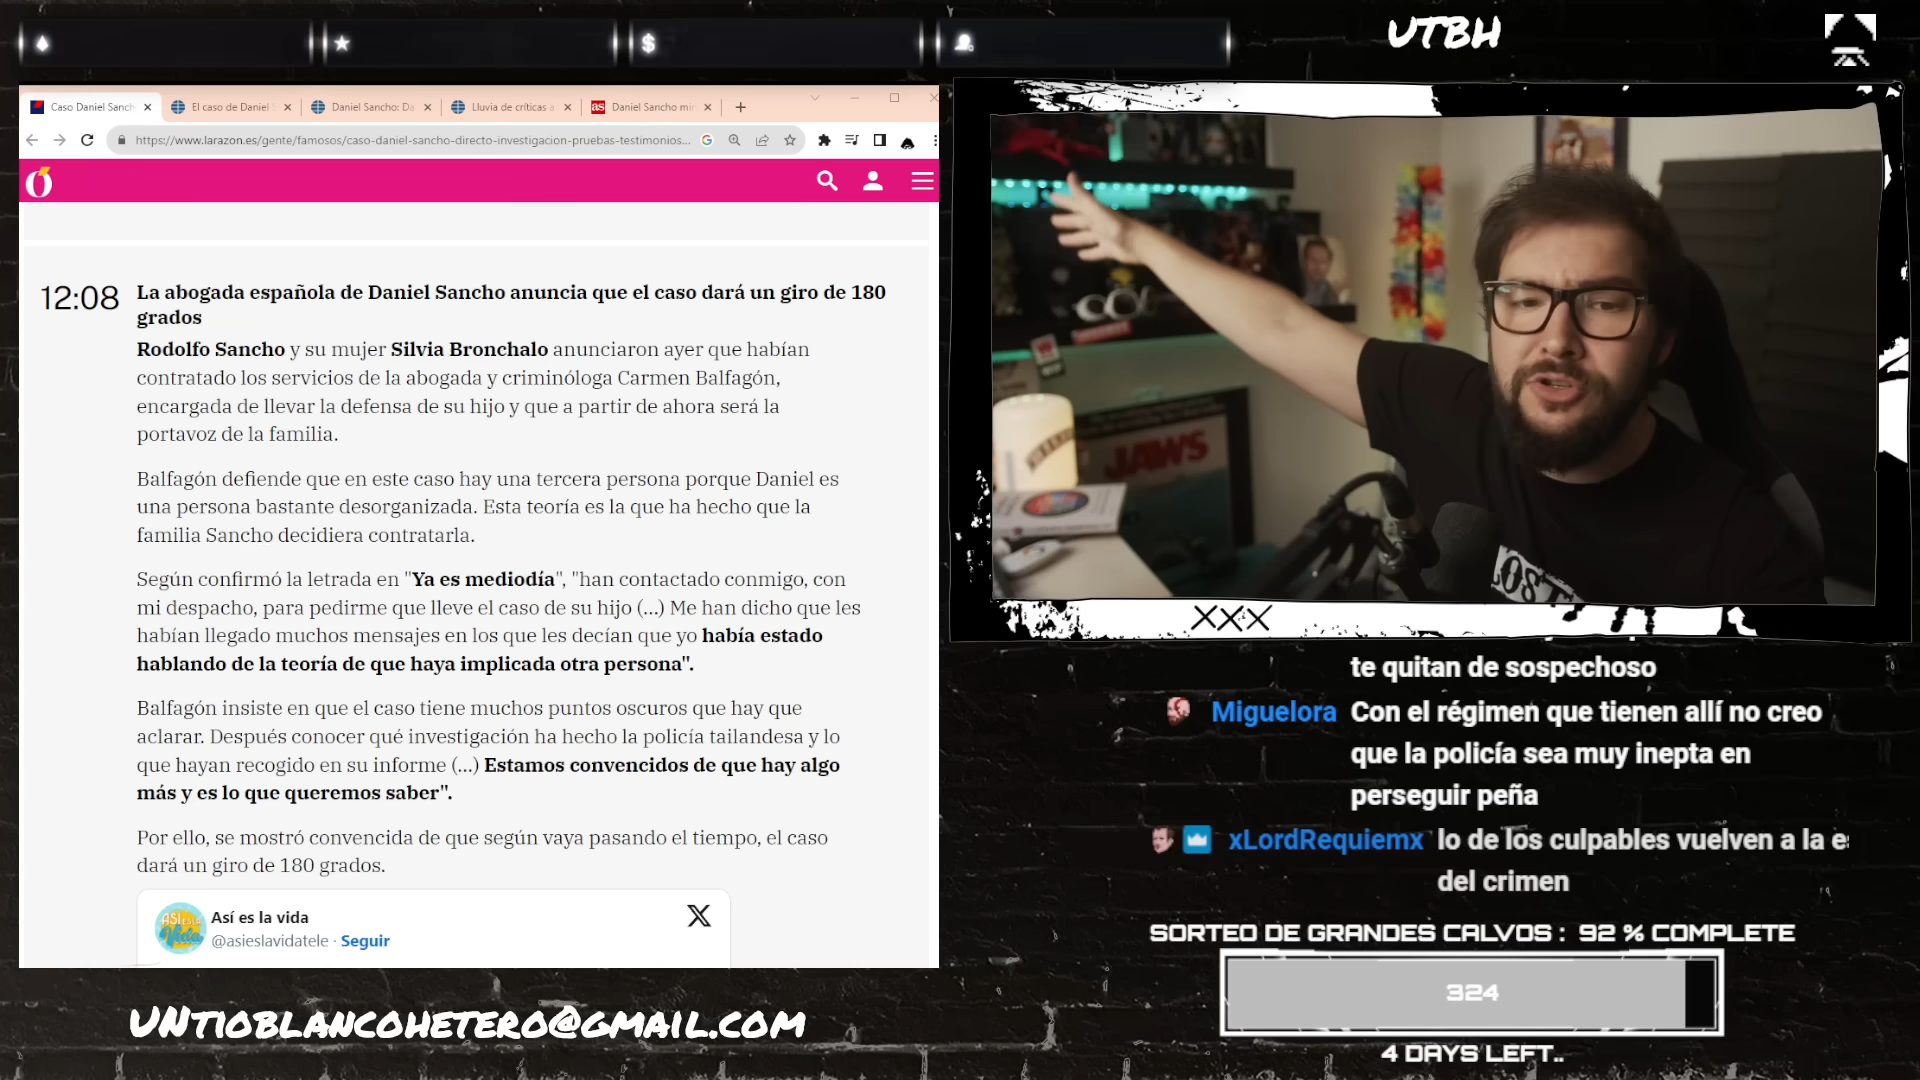 UTBH
Caso Daniel Sanch
El caso de Daniel S
Daniel Sancho: Da
Lluvia de críticas a
as
Daniel Sancho mi
https://www.larazon.es/gente/famosos/caso-daniel-sancho-directo-investigacion-pruebas-testimonios...
12:08
La abogada española de Daniel Sancho anuncia que el caso dará un giro de 180
grados
Rodolfo Sancho y su mujer Silvia Bronchalo anunciaron ayer que habían
contratado los servicios de la abogada y criminóloga Carmen Balfagón,
encargada de llevar la defensa de su hijo y que a partir de ahora será la
portavoz de la familia.
Balfagón defiende que en este caso hay una tercera persona porque Daniel es
una persona bastante desorganizada. Esta teoría es la que ha hecho que la
familia Sancho decidiera contratarla.
Según confirmó la letrada en "Ya es mediodía", "han contactado conmigo, con
mi despacho, para pedirme que lleve el caso de su hijo (...) Me han dicho que les
habían llegado muchos mensajes en los que les decían que yo había estado
hablando de la teoría de que haya implicada otra persona".
Balfagón insiste en que el caso tiene muchos puntos oscuros que hay que
aclarar. Después conocer qué investigación ha hecho la policía tailandesa y lo
que hayan recogido en su informe (...) Estamos convencidos de que hay algo
más y es lo que queremos saber".
Por ello, se mostró convencida de que según vaya pasando el tiempo, el caso
dará un giro de 180 grados.
Así es la vida
@asieslavidatele · Seguir
UNTIOBLANCOHETERO@GMAIL.COM
JAWS
XXX
te quitan de sospechoso
Miguelora Con el régimen que tienen allí no creo
que la policía sea muy inepta en
perseguir peña
xLordRequiemx lo de los culpables vuelven a la es
del crimen
SORTEO DE GRANDES CALVOS : 92 % COMPLETE
324
4 DAYS LEFT..